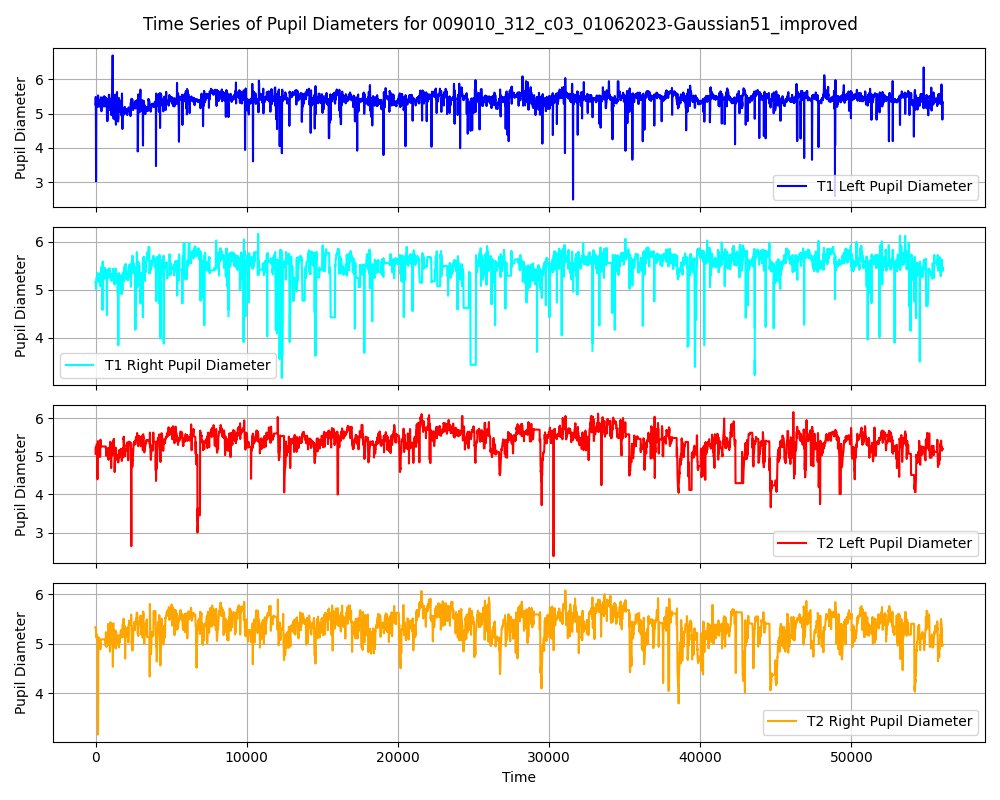 Time Series of Pupil Diameters for 009010_312_c03_01062023-Gaussian51_improved
Pupil Diameter
6
5
4
3
T1 Left Pupil Diameter
Pupil Diameter
6
5
4
T1 Right Pupil Diameter
Pupil Diameter
6
5
4
3
T2 Left Pupil Diameter
Pupil Diameter
6
5
4
T2 Right Pupil Diameter
0 10000 20000 30000 40000 50000
Time